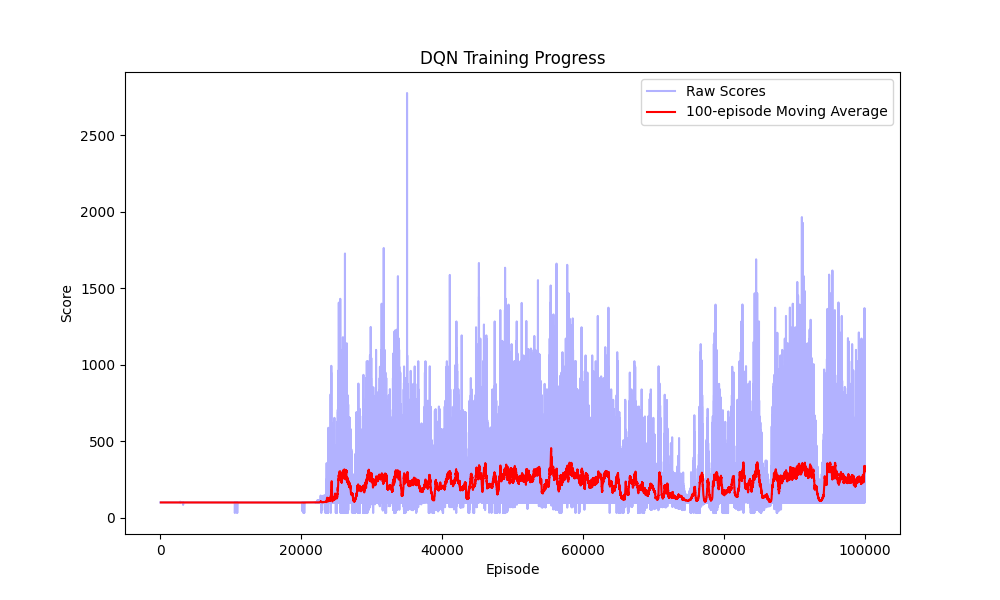 DQN Training Progress
Raw Scores
100-episode Moving Average
Score
2500
2000
1500
1000
500
0
0 20000 40000 60000 80000 100000
Episode